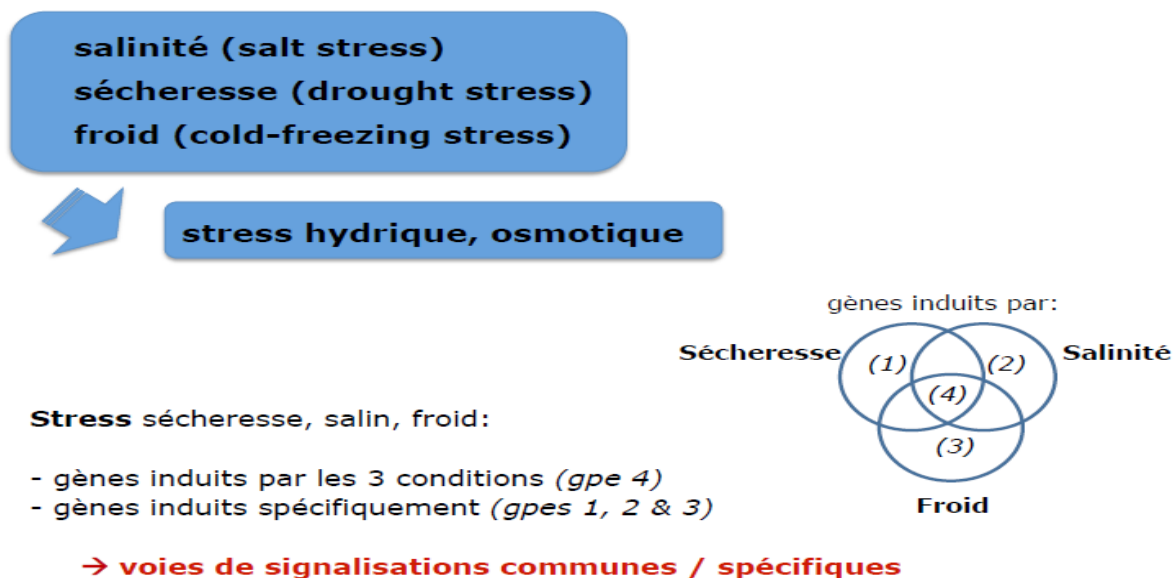 salinité (salt stress)
sécheresse (drought stress)
froid (cold-freezing stress)
stress hydrique, osmotique
gènes induits par:
Sécheresse (1) (2) Salinité
(4)
(3)
Froid
Stress sécheresse, salin, froid:
- gènes induits par les 3 conditions (gpe 4)
- gènes induits spécifiquement (gpes 1, 2 & 3)
→ voies de signalisations communes / spécifiques